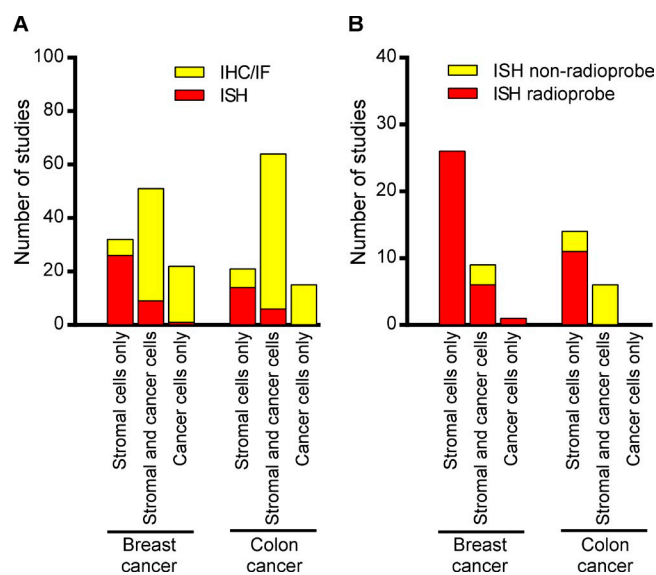 A
Number of studies
100
80
60
40
20
0
IHC/IF
ISH
Stromal cells only
Stromal and cancer cells
Cancer cells only
Stromal cells only
Stromal and cancer cells
Cancer cells only
Breast
cancer
Colon
cancer
B
Number of studies
40
30
20
10
0
ISH non-radioprobe
ISH radioprobe
Stromal cells only
Stromal and cancer cells
Cancer cells only
Stromal cells only
Stromal and cancer cells
Cancer cells only
Breast
cancer
Colon
cancer